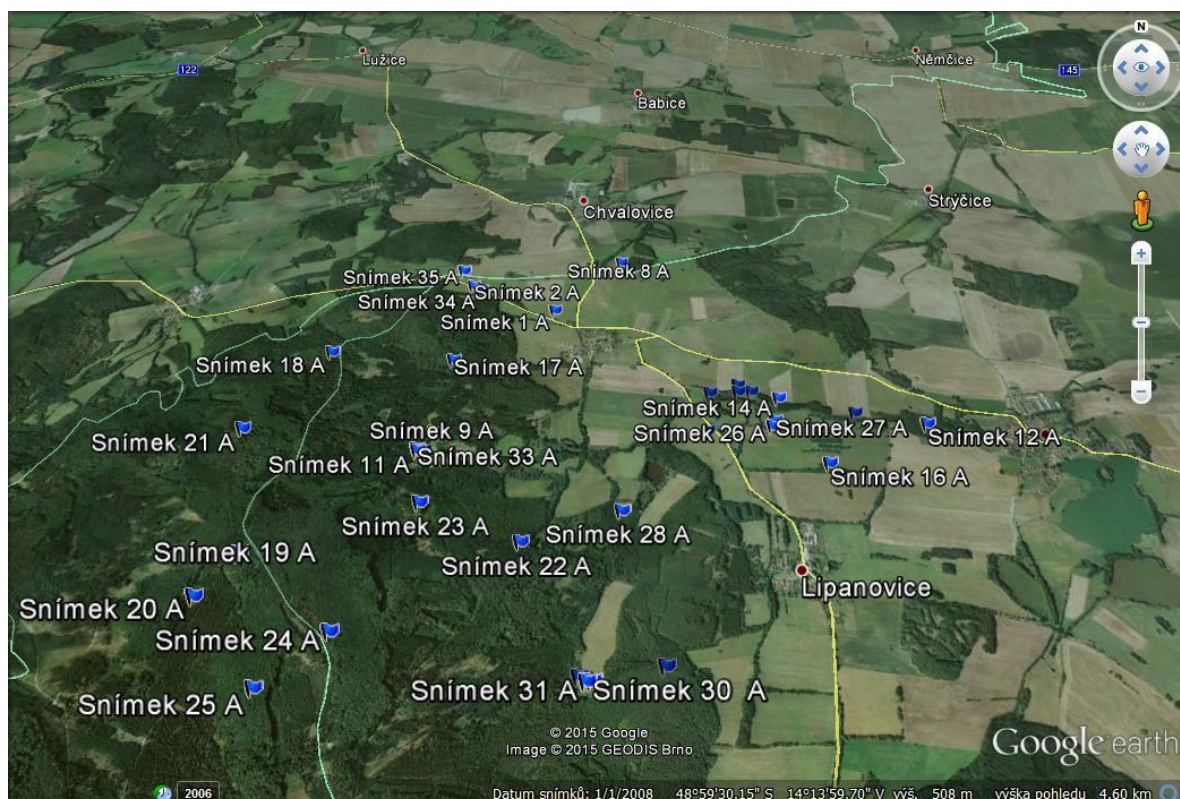 N
Lužice
Němčice
122
145
Babice
Strýčice
Chvalovice
Snímek 8 A
Snímek 35 A
Snímek 2 A
Snímek 34 A
Snímek 1 A
Snímek 18 A
Snímek 17 A
Snímek 14 A
Snímek 21 A
Snímek 9 A
Snímek 26 A
Snímek 27 A
Snímek 12 A
Snímek 11 A
Snímek 33 A
Snímek 16 A
Snímek 23 A
Snímek 28 A
Snímek 19 A
Snímek 22 A
Lipanovice
Snímek 20 A
Snímek 24 A
Snímek 31 A
Snímek 30 A
Snímek 25 A
© 2015 Google
Image © 2015 GEODIS Brno
Google earth
2006
Datum snímků: 1/1/2008 48°59'30.15" S 14°13'59.70" V výš. 508 m výška pohledu 4.60 km